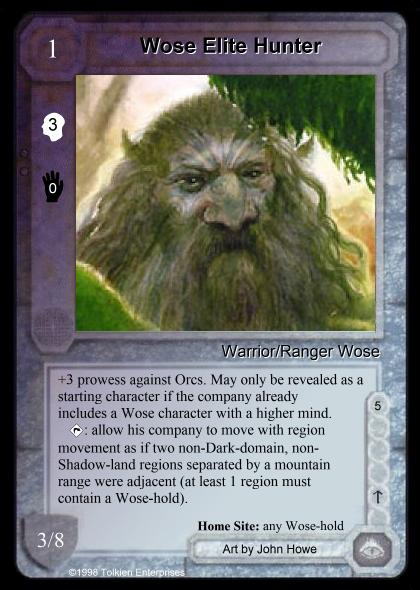 1
Wose Elite Hunter
3
0
Warrior/Ranger Wose
+3 prowess against Orcs. May only be revealed as a
starting character if the company already
includes a Wose character with a higher mind.
: allow his company to move with region
movement as if two non-Dark-domain, non-
Shadow-land regions separated by a mountain
range were adjacent (at least 1 region must
contain a Wose-hold).
5
Home Site: any Wose-hold
3/8
Art by John Howe
©1998 Tolkien Enterprises